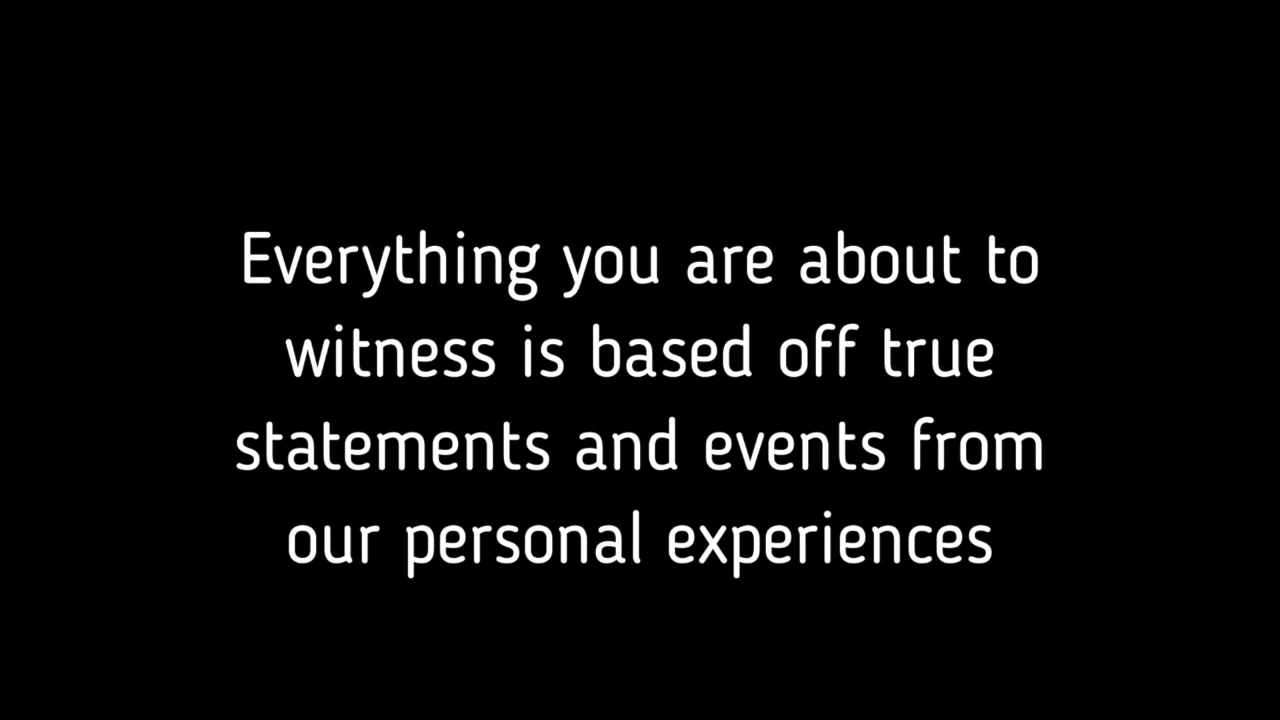 Everything you are about to
witness is based off true
statements and events from
our personal experiences